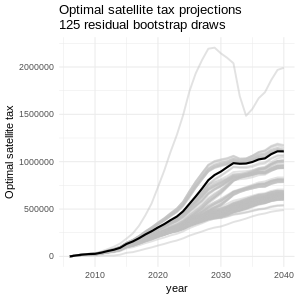 Optimal satellite tax projections
125 residual bootstrap draws
Optimal satellite tax
2000000
1500000
1000000
500000
0
2010
2020
2030
2040
year